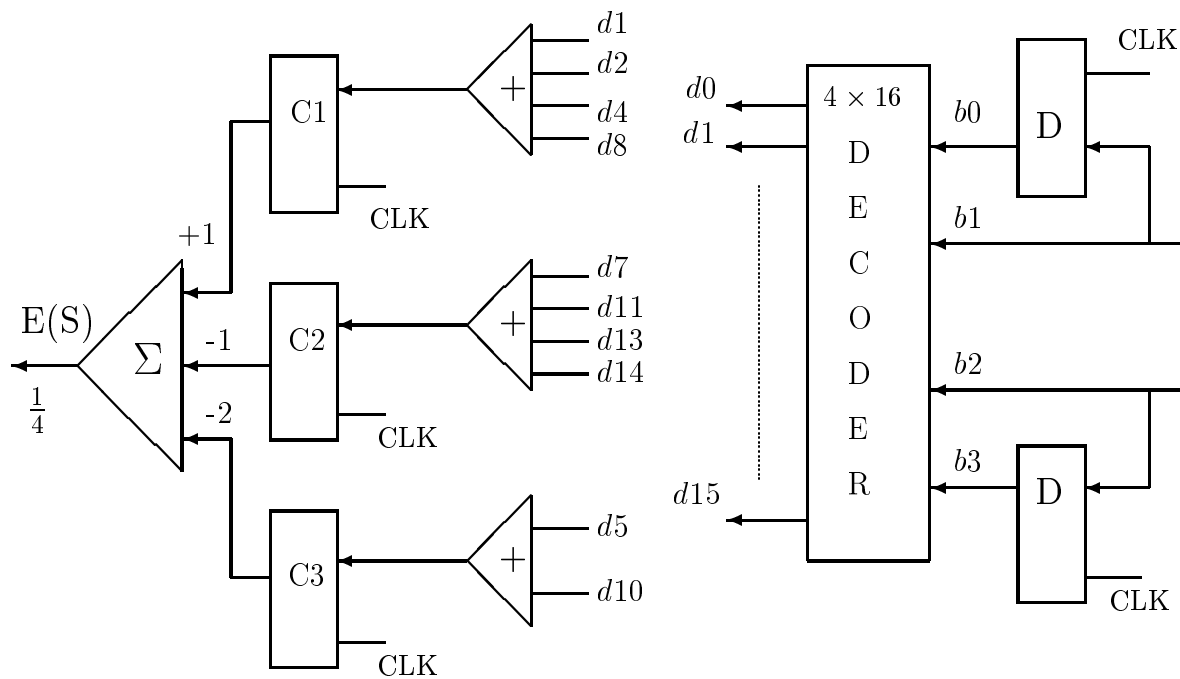 d1
d2
d4
d8
+
C1
CLK
+1
d7
d11
d13
d14
+
C2
CLK
-1
E(S)
Σ
1/4
-2
d5
d10
+
C3
CLK
d0
d1
d15
4 × 16
D
E
C
O
D
E
R
b0
b1
b2
b3
D
CLK
D
CLK